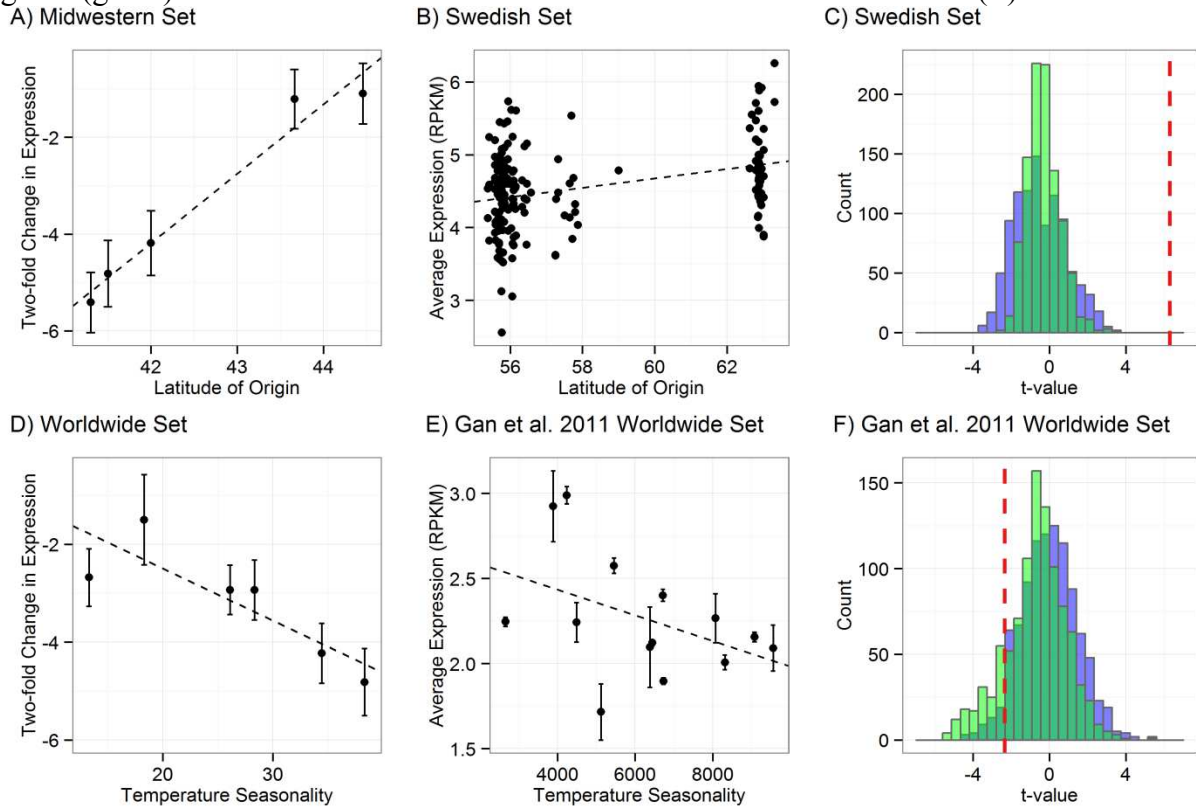 A) Midwestern Set
B) Swedish Set
C) Swedish Set
Two-fold Change in Expression
-2
-4
-6
42
43
44
Latitude of Origin
Average Expression (RPKM)
6
5
4
3
56
58
60
62
Latitude of Origin
Count
200
150
100
50
0
-4
0
4
t-value
D) Worldwide Set
E) Gan et al. 2011 Worldwide Set
F) Gan et al. 2011 Worldwide Set
Two-fold Change in Expression
-2
-4
-6
20
30
Temperature Seasonality
Average Expression (RPKM)
3.0
2.5
2.0
1.5
4000
6000
8000
Temperature Seasonality
Count
150
100
50
0
-4
0
4
t-value